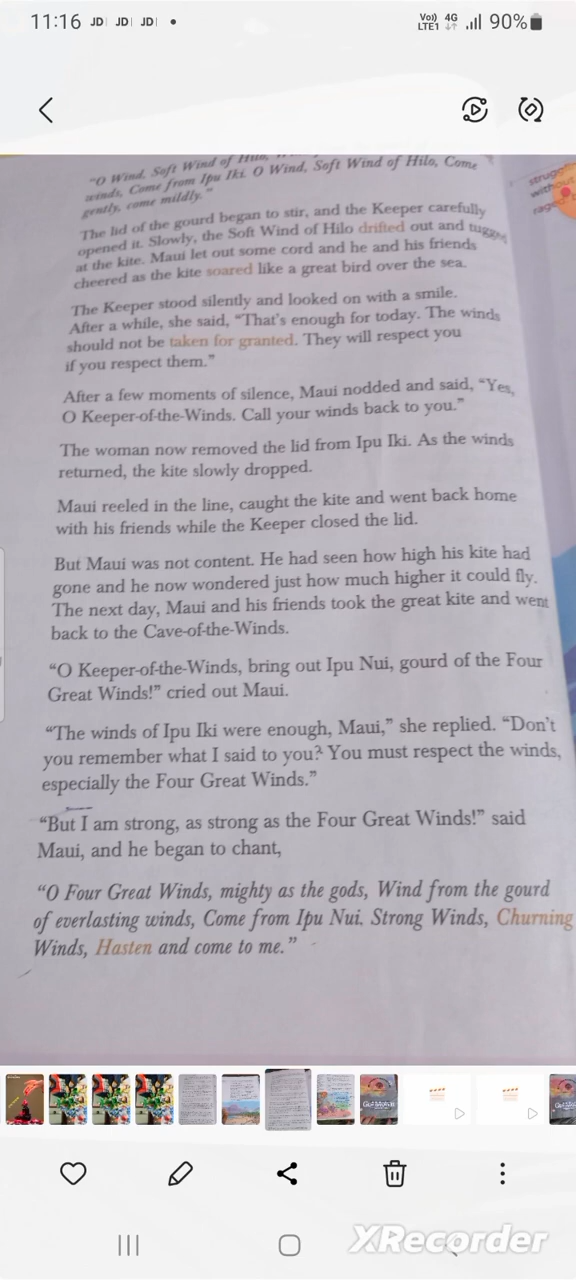 11:16 JD JD JD • Vo)) LTE1 4G 90%
"O Wind, Soft Wind of Hilo,
winds, Come from Ipu Iki. O Wind, Soft Wind of Hilo, Come
gently, come mildly."
The lid of the gourd began to stir, and the Keeper carefully
opened it. Slowly, the Soft Wind of Hilo drifted out and tugged
at the kite. Maui let out some cord and he and his friends
cheered as the kite soared like a great bird over the sea.
The Keeper stood silently and looked on with a smile.
After a while, she said, "That's enough for today. The winds
should not be taken for granted. They will respect you
if you respect them."
After a few moments of silence, Maui nodded and said, "Yes,
O Keeper-of-the-Winds. Call your winds back to you."
The woman now removed the lid from Ipu Iki. As the winds
returned, the kite slowly dropped.
Maui reeled in the line, caught the kite and went back home
with his friends while the Keeper closed the lid.
But Maui was not content. He had seen how high his kite had
gone and he now wondered just how much higher it could fly.
The next day, Maui and his friends took the great kite and went
back to the Cave-of-the-Winds.
"O Keeper-of-the-Winds, bring out Ipu Nui, gourd of the Four
Great Winds!" cried out Maui.
"The winds of Ipu Iki were enough, Maui," she replied. "Don't
you remember what I said to you? You must respect the winds,
especially the Four Great Winds."
"But I am strong, as strong as the Four Great Winds!" said
Maui, and he began to chant,
"O Four Great Winds, mighty as the gods, Wind from the gourd
of everlasting winds, Come from Ipu Nui. Strong Winds, Churning
Winds, Hasten and come to me."
without
XRecorder